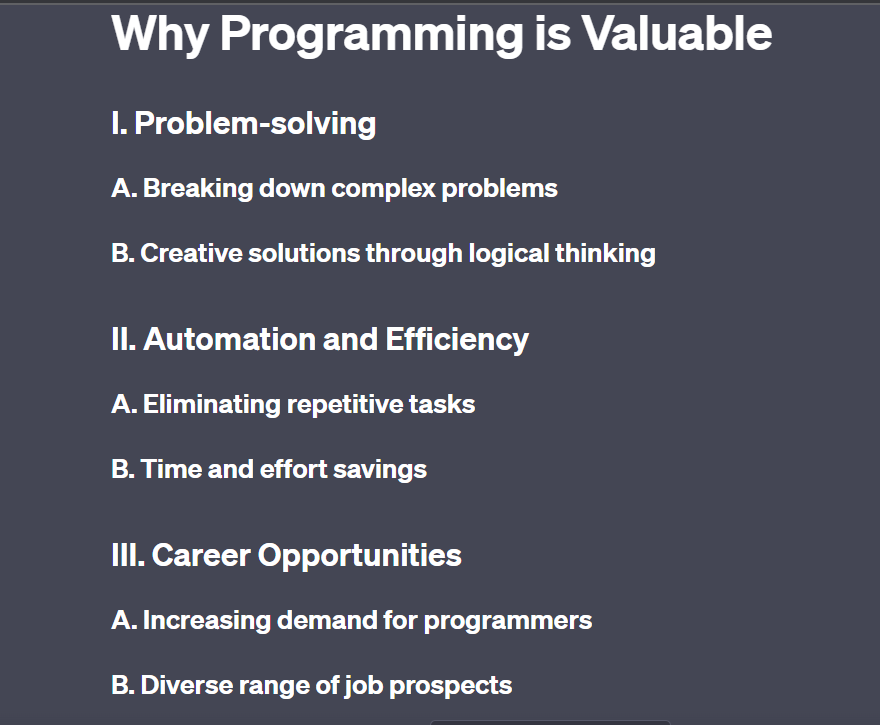 Why Programming is Valuable
I. Problem-solving
A. Breaking down complex problems
B. Creative solutions through logical thinking
II. Automation and Efficiency
A. Eliminating repetitive tasks
B. Time and effort savings
III. Career Opportunities
A. Increasing demand for programmers
B. Diverse range of job prospects